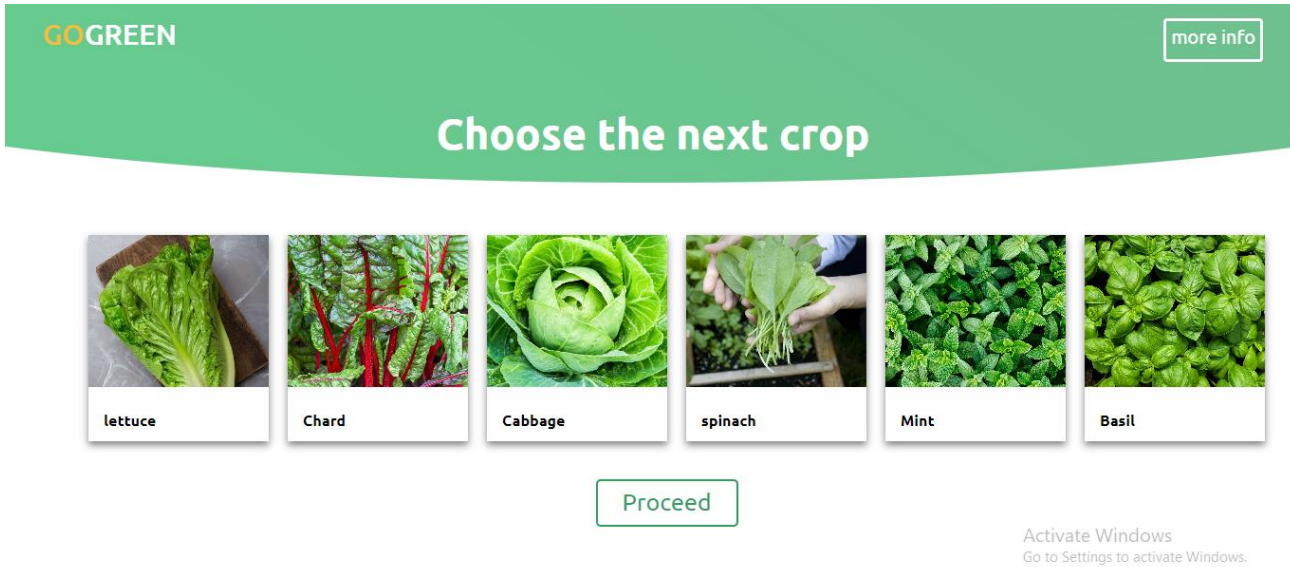 GOGREEN
more info
Choose the next crop
lettuce
Chard
Cabbage
spinach
Mint
Basil
Proceed
Activate Windows
Go to Settings to activate Windows.